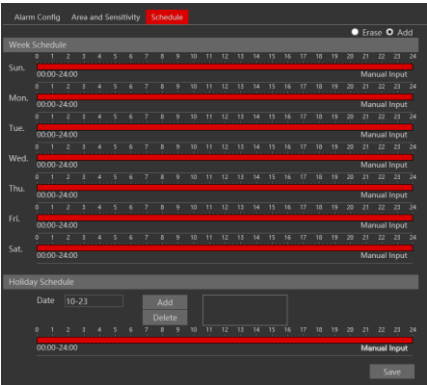 Alarm Config Area and Sensitivity Schedule
Erase Add
Week Schedule
0 1 2 3 4 5 6 7 8 9 10 11 12 13 14 15 16 17 18 19 20 21 22 23 24
Sun.
00:00-24:00 Manual Input
0 1 2 3 4 5 6 7 8 9 10 11 12 13 14 15 16 17 18 19 20 21 22 23 24
Mon.
00:00-24:00 Manual Input
0 1 2 3 4 5 6 7 8 9 10 11 12 13 14 15 16 17 18 19 20 21 22 23 24
Tue.
00:00-24:00 Manual Input
0 1 2 3 4 5 6 7 8 9 10 11 12 13 14 15 16 17 18 19 20 21 22 23 24
Wed.
00:00-24:00 Manual Input
0 1 2 3 4 5 6 7 8 9 10 11 12 13 14 15 16 17 18 19 20 21 22 23 24
Thu.
00:00-24:00 Manual Input
0 1 2 3 4 5 6 7 8 9 10 11 12 13 14 15 16 17 18 19 20 21 22 23 24
Fri.
00:00-24:00 Manual Input
0 1 2 3 4 5 6 7 8 9 10 11 12 13 14 15 16 17 18 19 20 21 22 23 24
Sat.
00:00-24:00 Manual Input
Holiday Schedule
Date 10-23 Add
Delete
0 1 2 3 4 5 6 7 8 9 10 11 12 13 14 15 16 17 18 19 20 21 22 23 24
00:00-24:00 Manual Input
Save